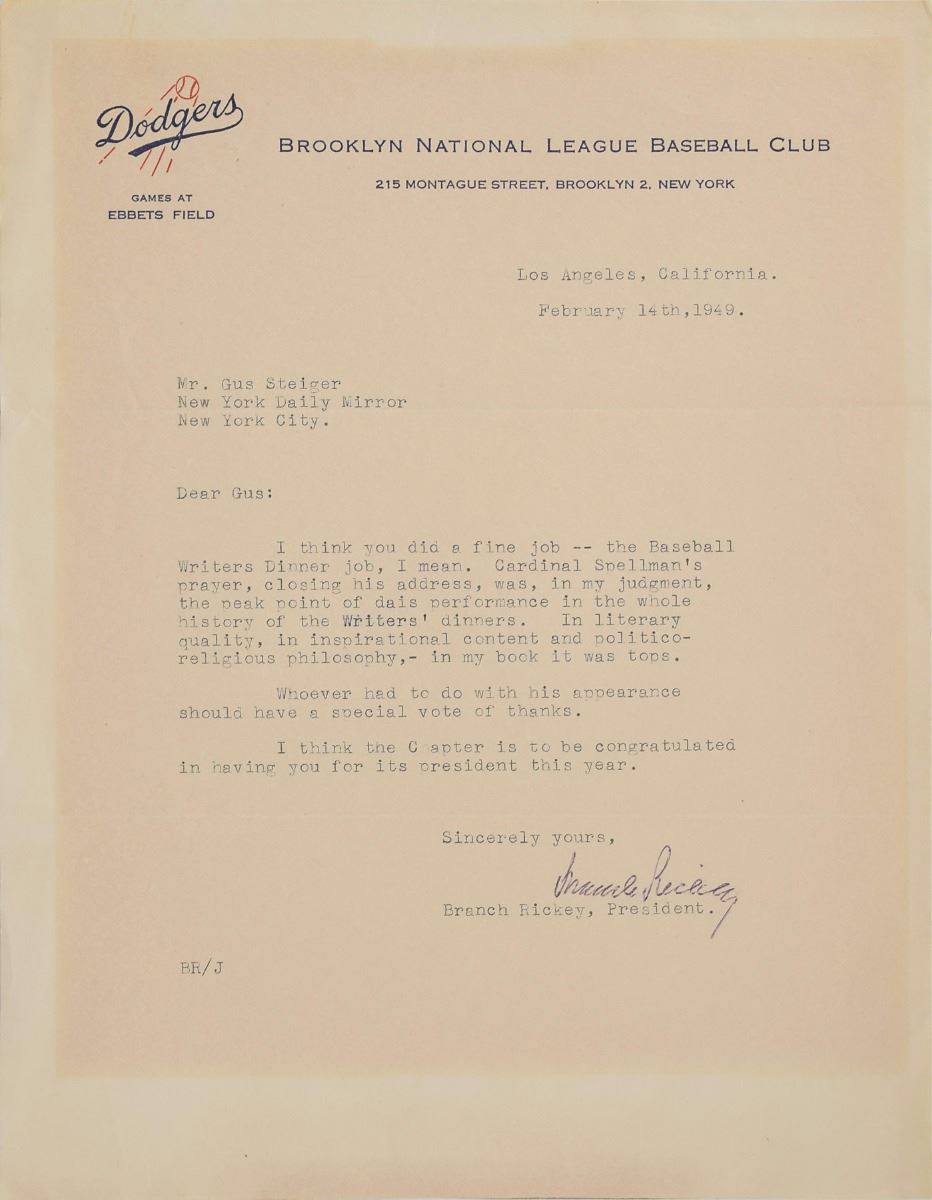 Dodgers
GAMES AT
EBBETS FIELD
BROOKLYN NATIONAL LEAGUE BASEBALL CLUB
215 MONTAGUE STREET, BROOKLYN 2, NEW YORK
Los Angeles, California.
February 14th,1949.
Mr. Gus Steiger
New York Daily Mirror
New York City.
Dear Gus:
I think you did a fine job -- the Baseball
Writers Dinner job, I mean. Cardinal Spellman's
prayer, closing his address, was, in my judgment,
the peak point of dais performance in the whole
history of the Writers' dinners. In literary
quality, in inspirational content and politico-
religious philosophy,- in my book it was tops.
Whoever had to do with his appearance
should have a special vote of thanks.
I think the C apter is to be congratulated
in having you for its president this year.
Sincerely yours,
Branch Rickey
Branch Rickey, President.
BR/J